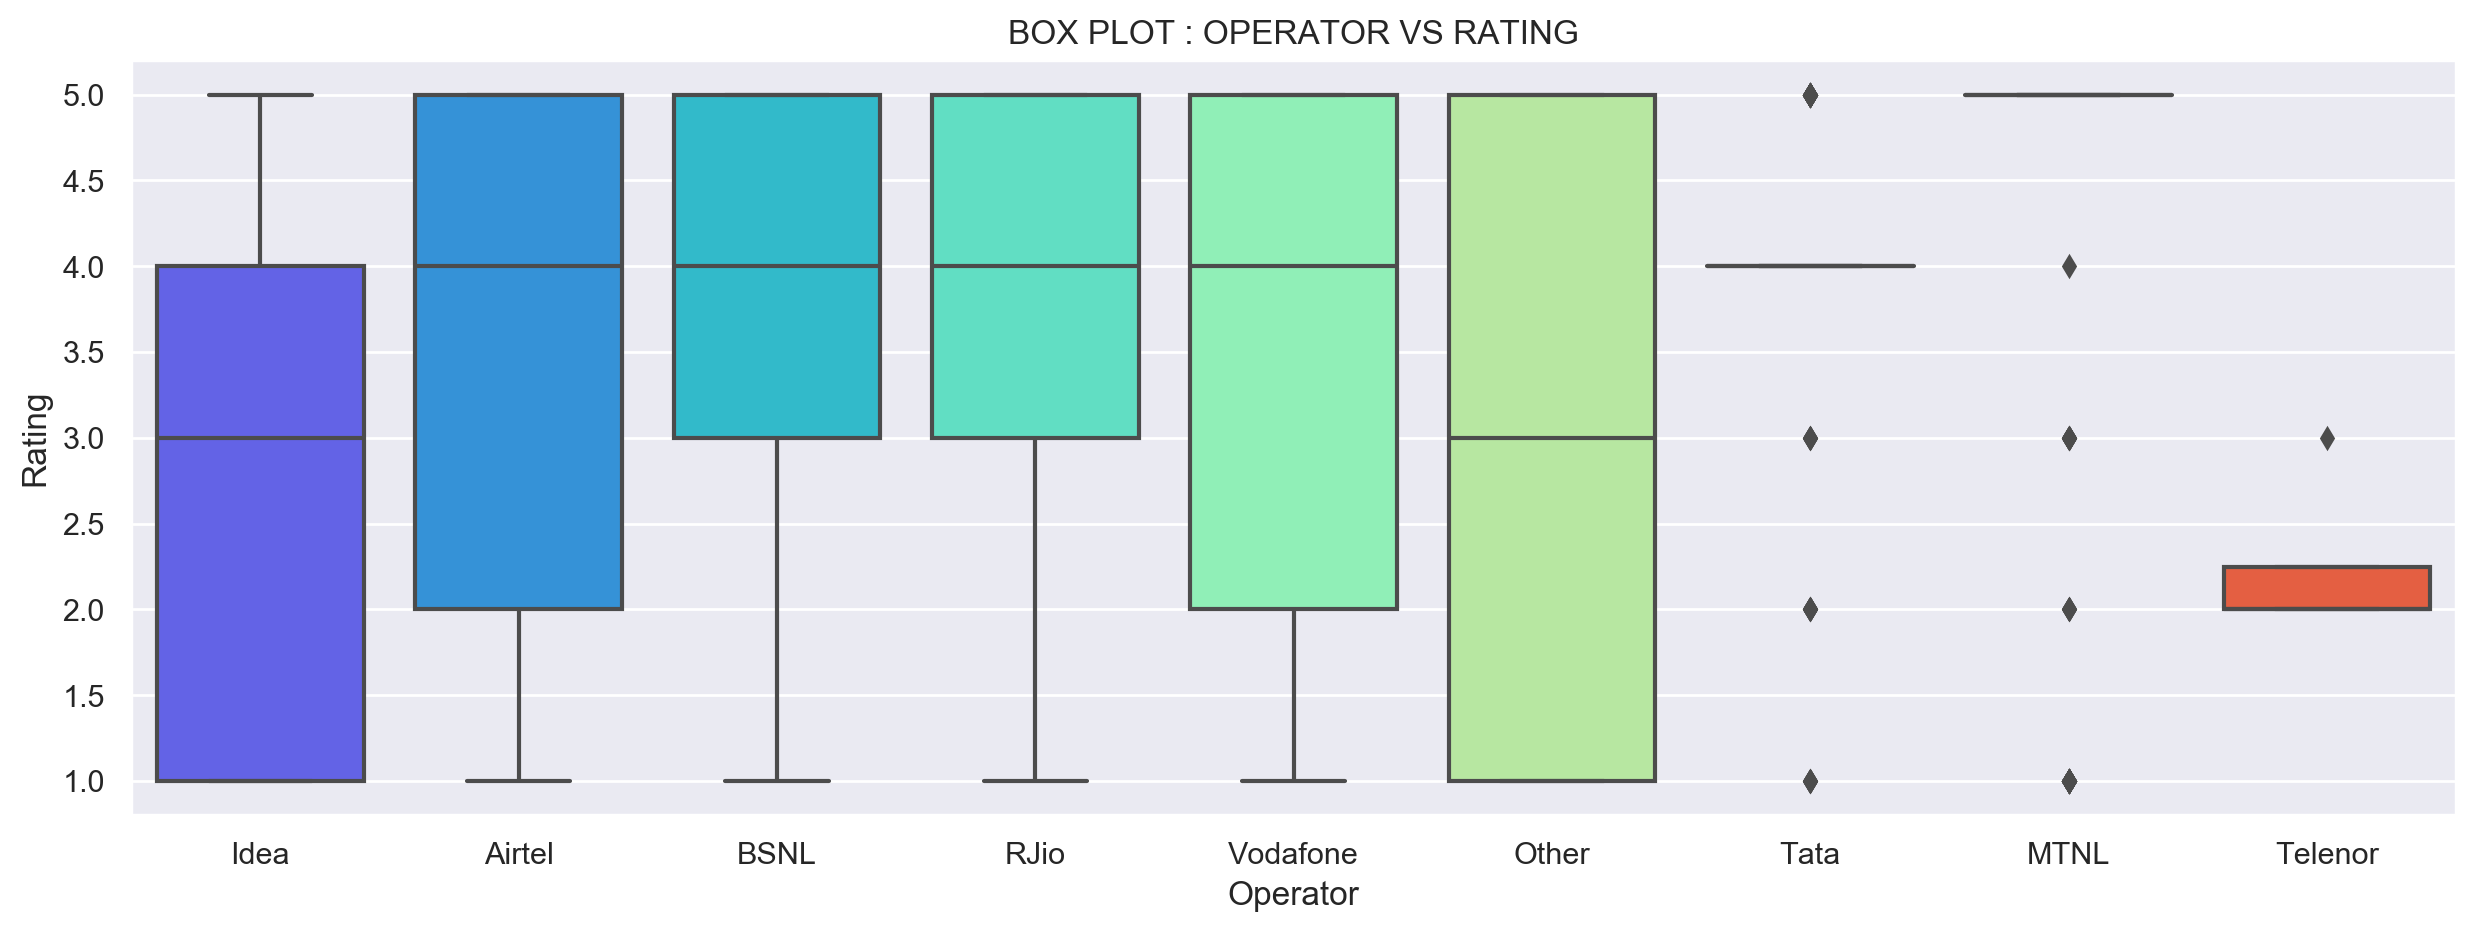 BOX PLOT : OPERATOR VS RATING
5.0
4.5
4.0
3.5
3.0
2.5
2.0
1.5
1.0
Rating
Idea Airtel BSNL RJio Vodafone Other Tata MTNL Telenor
Operator